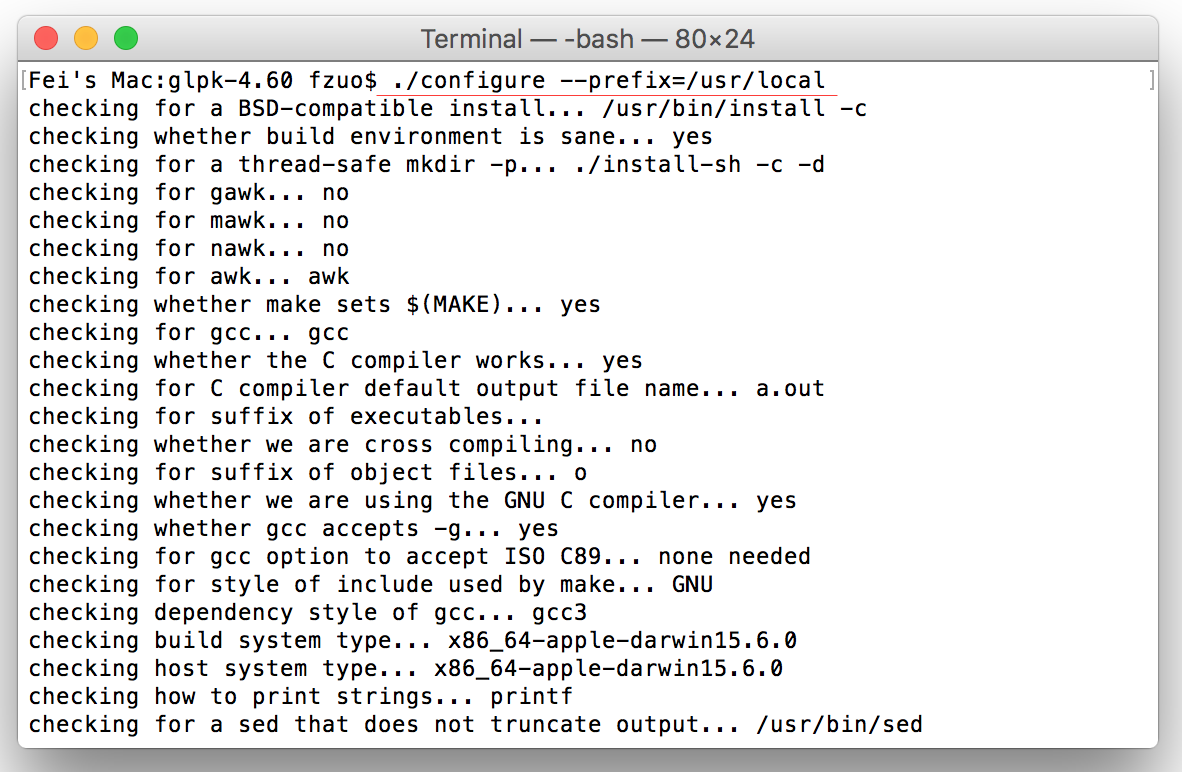 Terminal — -bash — 80×24
[Fei's Mac:glpk-4.60 fzuo$ ./configure --prefix=/usr/local ]
checking for a BSD-compatible install... /usr/bin/install -c
checking whether build environment is sane... yes
checking for a thread-safe mkdir -p... ./install-sh -c -d
checking for gawk... no
checking for mawk... no
checking for nawk... no
checking for awk... awk
checking whether make sets $(MAKE)... yes
checking for gcc... gcc
checking whether the C compiler works... yes
checking for C compiler default output file name... a.out
checking for suffix of executables...
checking whether we are cross compiling... no
checking for suffix of object files... o
checking whether we are using the GNU C compiler... yes
checking whether gcc accepts -g... yes
checking for gcc option to accept ISO C89... none needed
checking for style of include used by make... GNU
checking dependency style of gcc... gcc3
checking build system type... x86_64-apple-darwin15.6.0
checking host system type... x86_64-apple-darwin15.6.0
checking how to print strings... printf
checking for a sed that does not truncate output... /usr/bin/sed